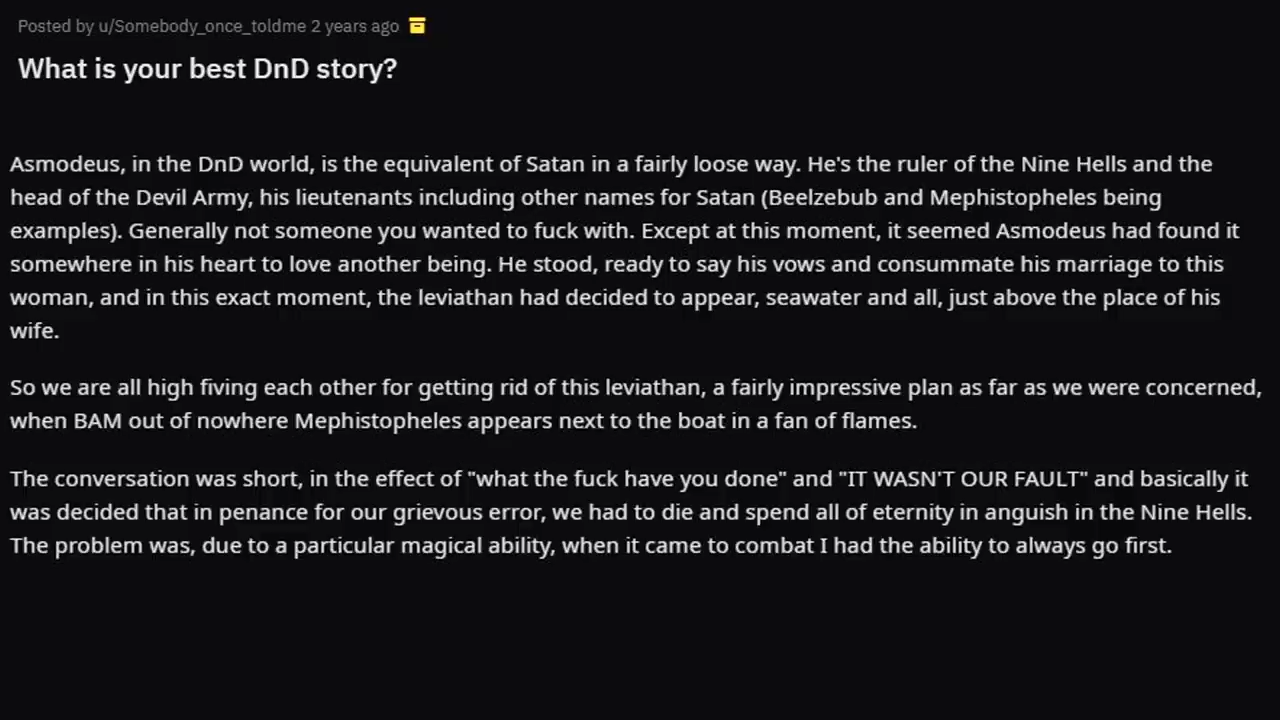 Posted by u/Somebody_once_toldme 2 years ago
What is your best DnD story?
Asmodeus, in the DnD world, is the equivalent of Satan in a fairly loose way. He's the ruler of the Nine Hells and the
head of the Devil Army, his lieutenants including other names for Satan (Beelzebub and Mephistopheles being
examples). Generally not someone you wanted to fuck with. Except at this moment, it seemed Asmodeus had found it
somewhere in his heart to love another being. He stood, ready to say his vows and consummate his marriage to this
woman, and in this exact moment, the leviathan had decided to appear, seawater and all, just above the place of his
wife.
So we are all high fiving each other for getting rid of this leviathan, a fairly impressive plan as far as we were concerned,
when BAM out of nowhere Mephistopheles appears next to the boat in a fan of flames.
The conversation was short, in the effect of "what the fuck have you done" and "IT WASN'T OUR FAULT" and basically it
was decided that in penance for our grievous error, we had to die and spend all of eternity in anguish in the Nine Hells.
The problem was, due to a particular magical ability, when it came to combat I had the ability to always go first.